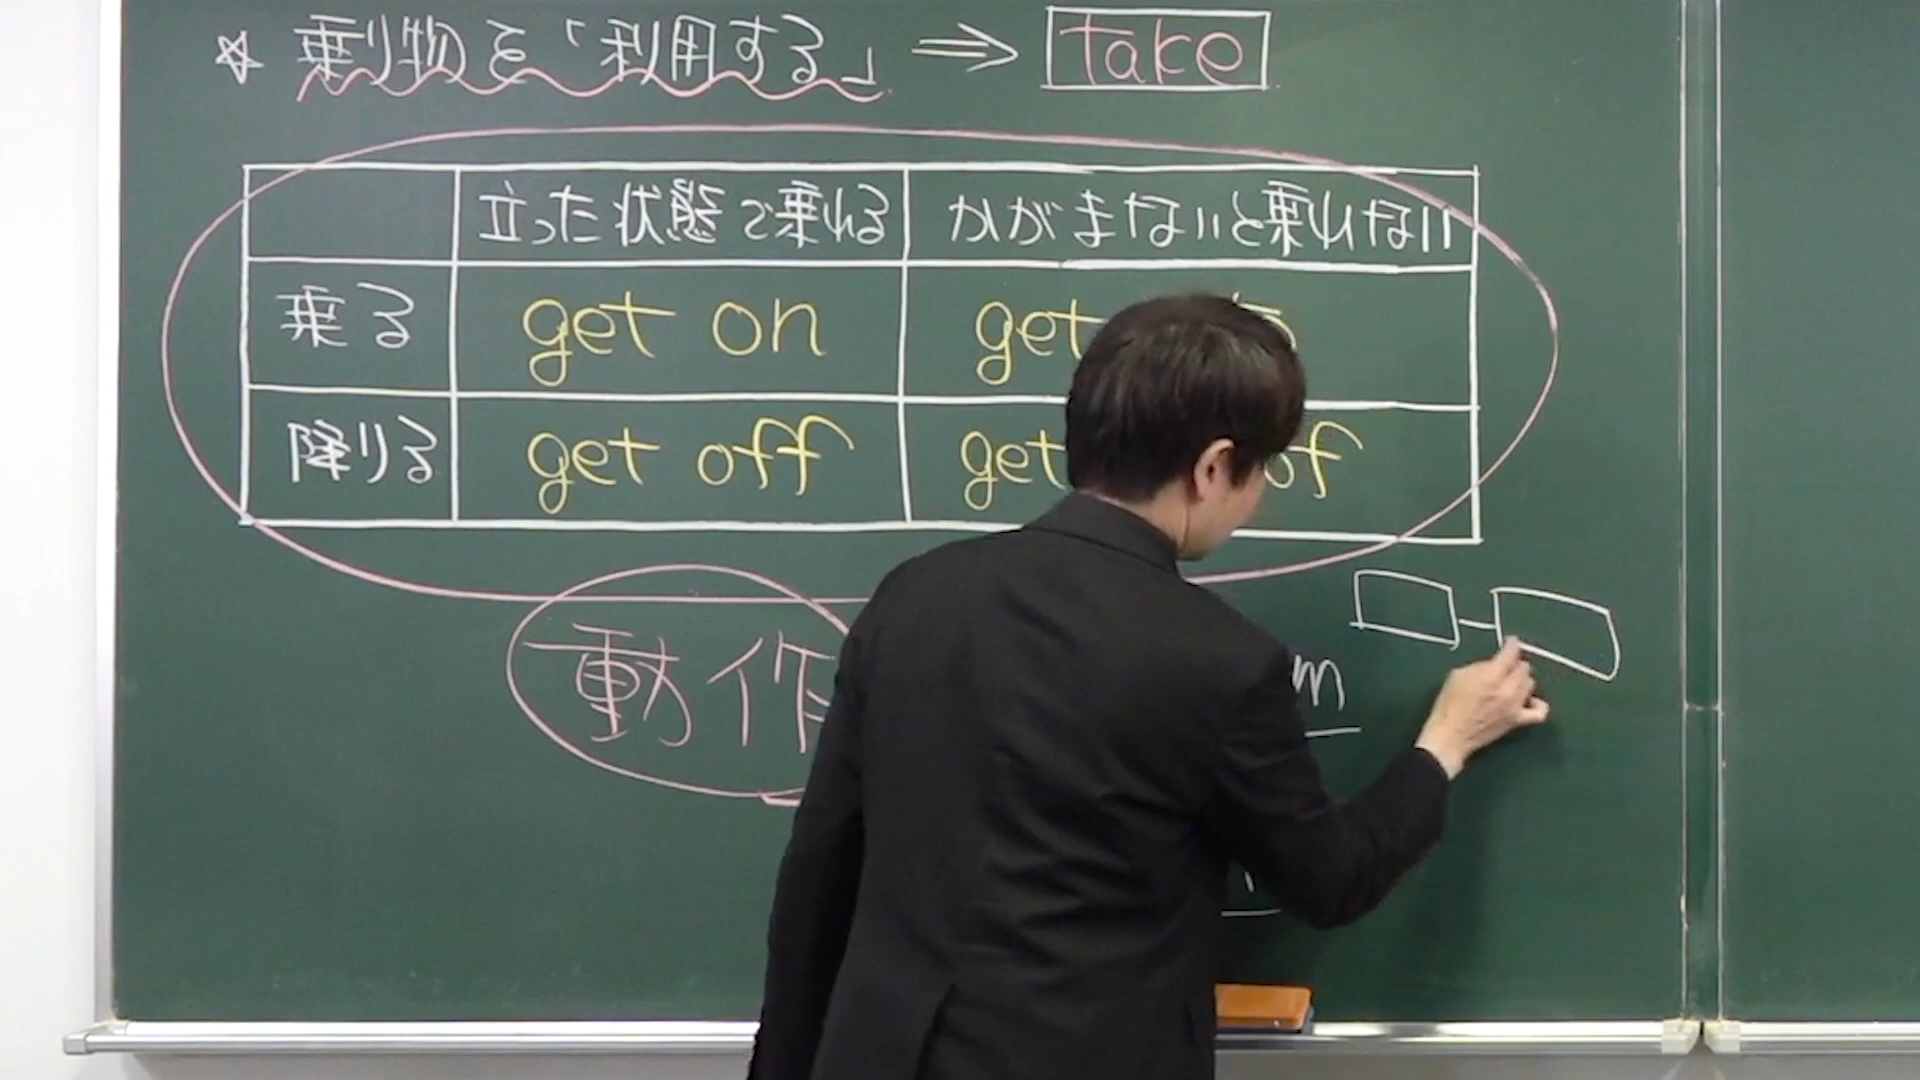 ☆ 乗り物を「利用する」 ⇒ take
立った状態で乗れる かがまないと乗れない
乗る get on get
降りる get off get of
動作
m